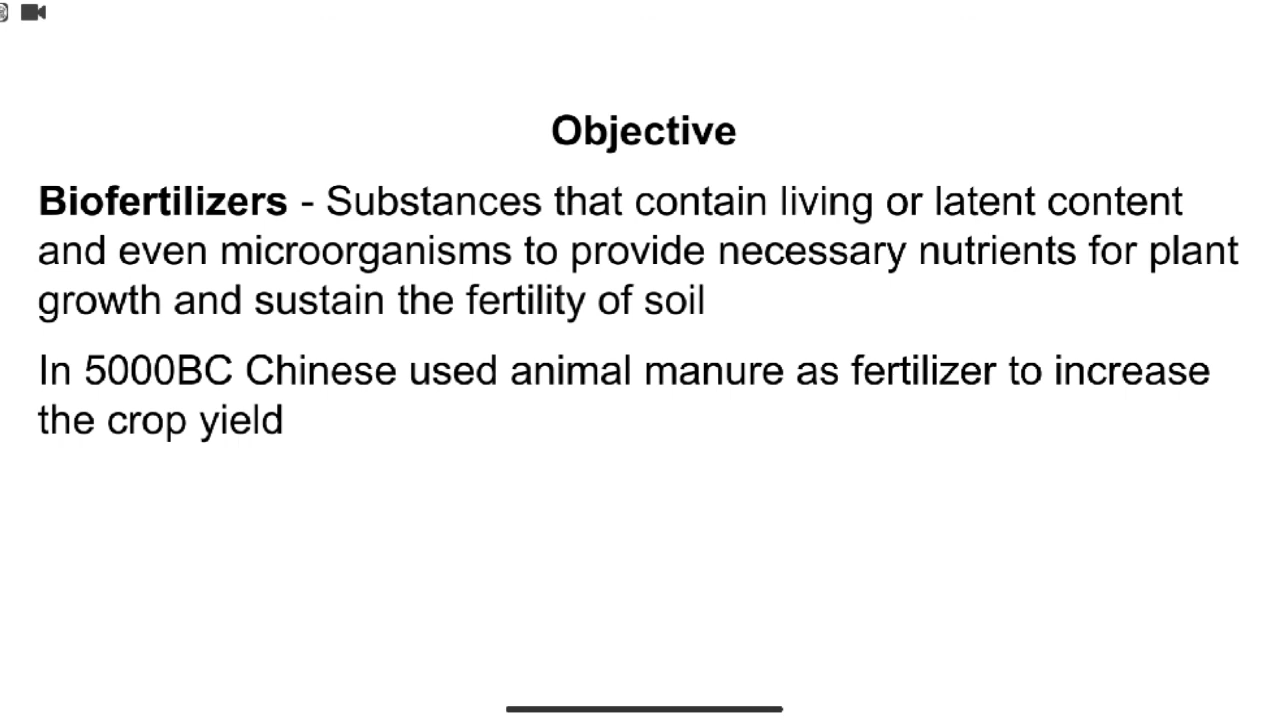 Objective
Biofertilizers - Substances that contain living or latent content
and even microorganisms to provide necessary nutrients for plant
growth and sustain the fertility of soil
In 5000BC Chinese used animal manure as fertilizer to increase
the crop yield